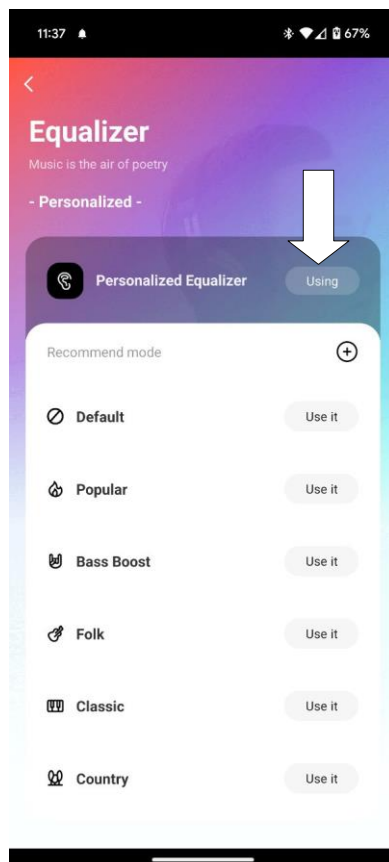 11:37 67%
Equalizer
Music is the air of poetry
- Personalized -
Personalized Equalizer Using
Recommend mode
Default Use it
Popular Use it
Bass Boost Use it
Folk Use it
Classic Use it
Country Use it